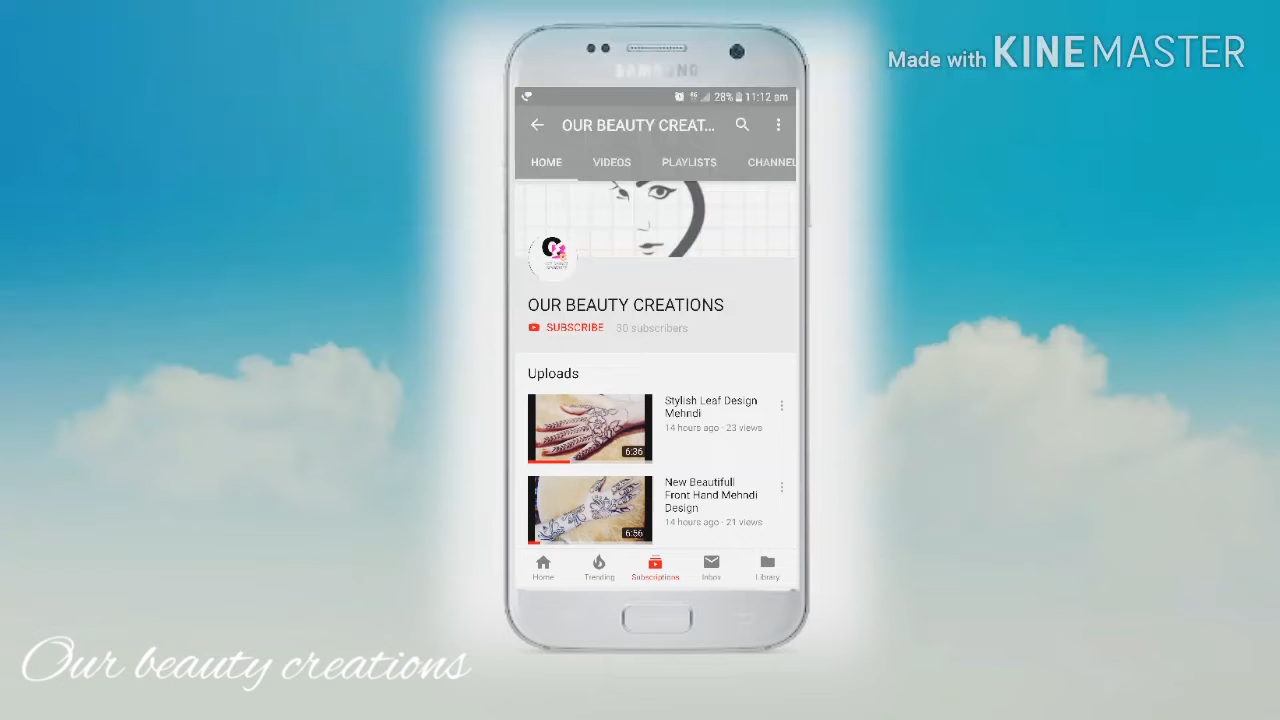 Made with KINEMASTER
SAMSUNG
4G 28% 11:12 am
OUR BEAUTY CREAT...
HOME VIDEOS PLAYLISTS CHANNEL
OUR BEAUTY CREATIONS
SUBSCRIBE 30 subscribers
Uploads
Stylish Leaf Design
Mehndi
14 hours ago · 23 views
6:36
New Beautifull
Front Hand Mehndi
Design
14 hours ago · 21 views
6:56
Home Trending Subscriptions Inbox Library
Our beauty creations